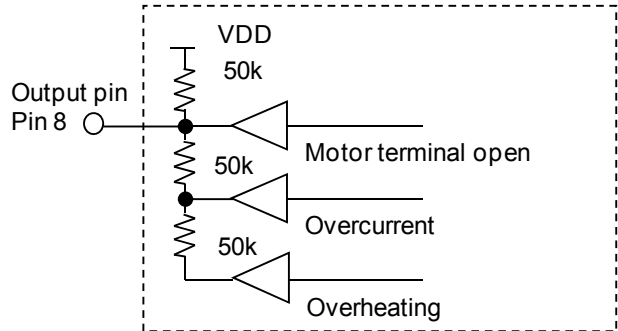 VDD
50k
Output pin
Pin 8
Motor terminal open
50k
Overcurrent
50k
Overheating